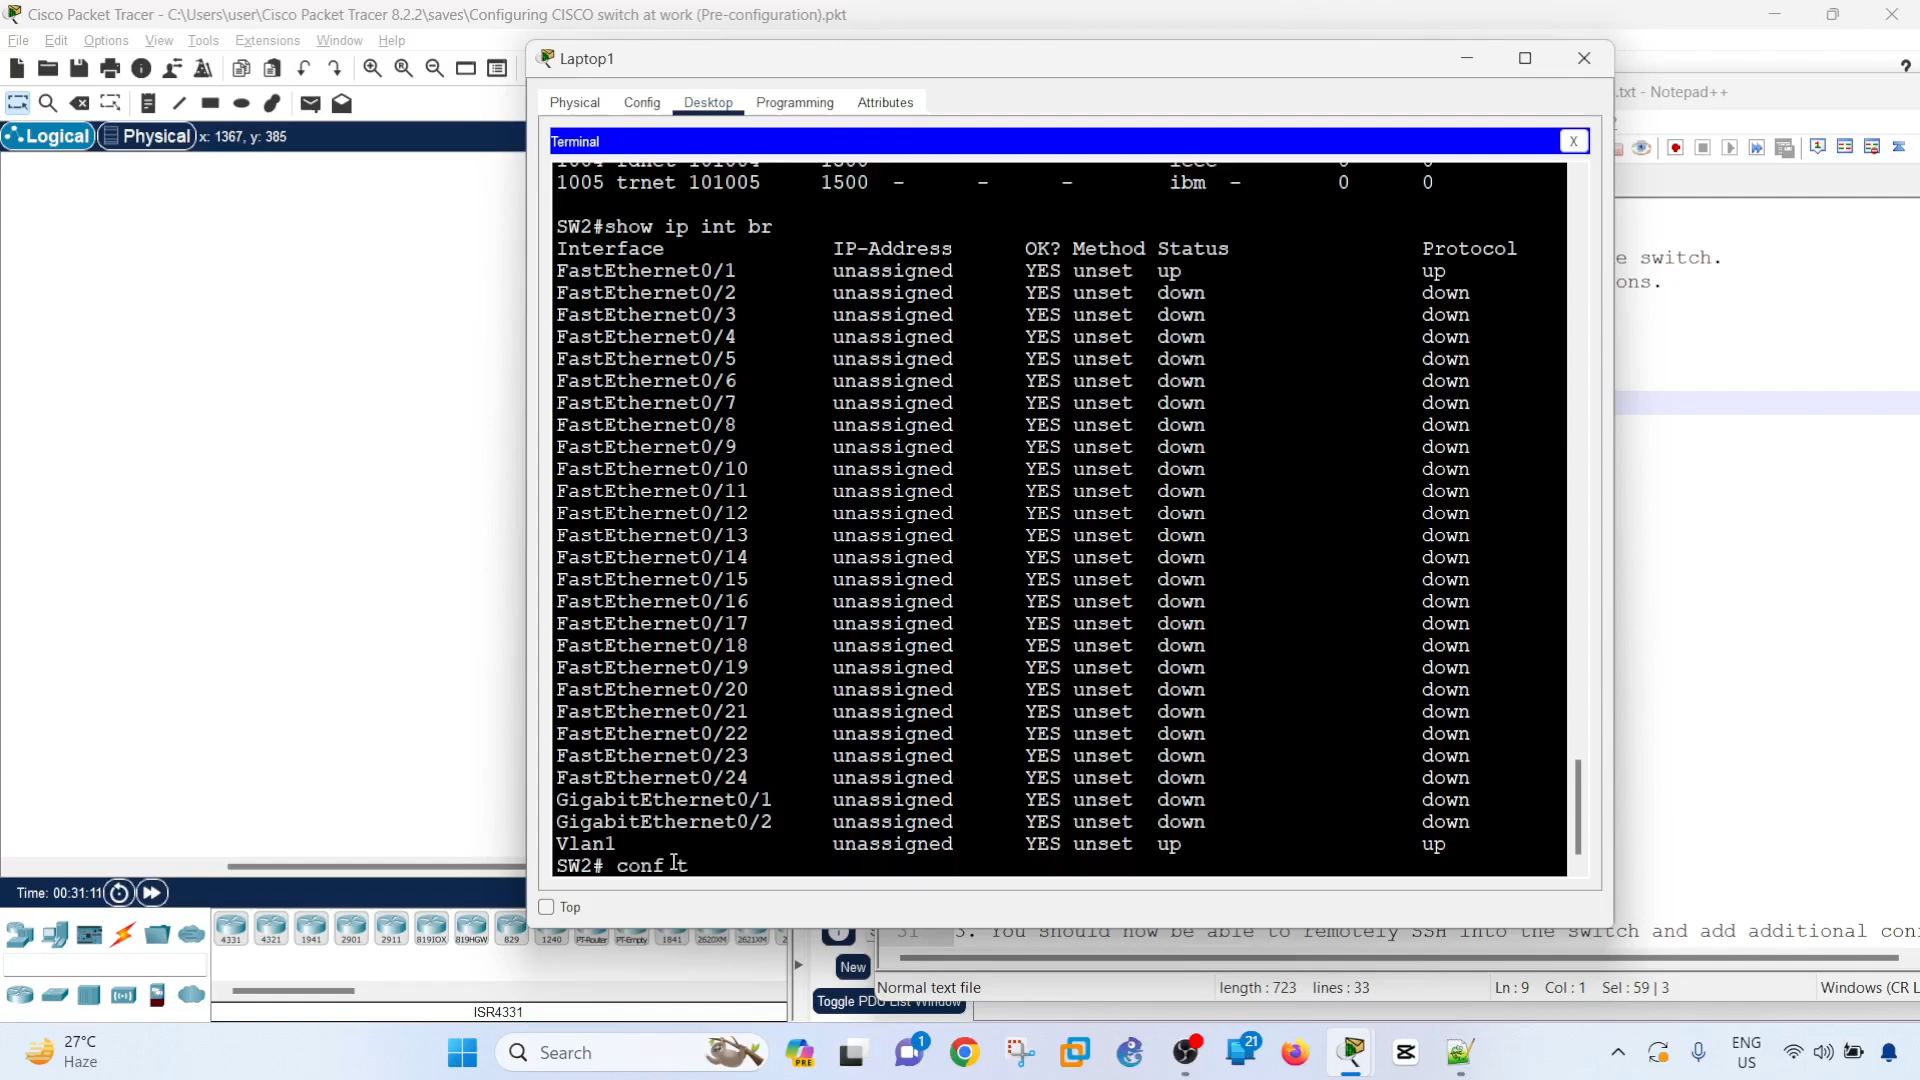 Cisco Packet Tracer - C:\Users\user\Cisco Packet Tracer 8.2.2\saves\Configuring CISCO switch at work (Pre-configuration).pkt
File Edit Options View Tools Extensions Window Help
Laptop1
.txt - Notepad++
Physical Config Desktop Programming Attributes
Logical Physical x: 1367, y: 385
Terminal X
1005 trnet 101005 1500 - - - ibm - 0 0
SW2#show ip int br
Interface IP-Address OK? Method Status Protocol
FastEthernet0/1 unassigned YES unset up up
FastEthernet0/2 unassigned YES unset down down
FastEthernet0/3 unassigned YES unset down down
FastEthernet0/4 unassigned YES unset down down
FastEthernet0/5 unassigned YES unset down down
FastEthernet0/6 unassigned YES unset down down
FastEthernet0/7 unassigned YES unset down down
FastEthernet0/8 unassigned YES unset down down
FastEthernet0/9 unassigned YES unset down down
FastEthernet0/10 unassigned YES unset down down
FastEthernet0/11 unassigned YES unset down down
FastEthernet0/12 unassigned YES unset down down
FastEthernet0/13 unassigned YES unset down down
FastEthernet0/14 unassigned YES unset down down
FastEthernet0/15 unassigned YES unset down down
FastEthernet0/16 unassigned YES unset down down
FastEthernet0/17 unassigned YES unset down down
FastEthernet0/18 unassigned YES unset down down
FastEthernet0/19 unassigned YES unset down down
FastEthernet0/20 unassigned YES unset down down
FastEthernet0/21 unassigned YES unset down down
FastEthernet0/22 unassigned YES unset down down
FastEthernet0/23 unassigned YES unset down down
FastEthernet0/24 unassigned YES unset down down
GigabitEthernet0/1 unassigned YES unset down down
GigabitEthernet0/2 unassigned YES unset down down
Vlan1 unassigned YES unset up up
SW2# conf t
Top
e switch.
ons.
Time: 00:31:11
4331 4321 1941 2901 2911 819IOX 819HGW 829 1240 PT-Router PT-Empty 1841 2620XM 2621XM
ISR4331
New
Toggle PDU List Window
31 5. You should now be able to remotely SSH into the switch and add additional con
Normal text file length : 723 lines : 33 Ln : 9 Col : 1 Sel : 59 | 3 Windows (CR L
27°C
Haze
Search
PRE
1
21
ENG
US